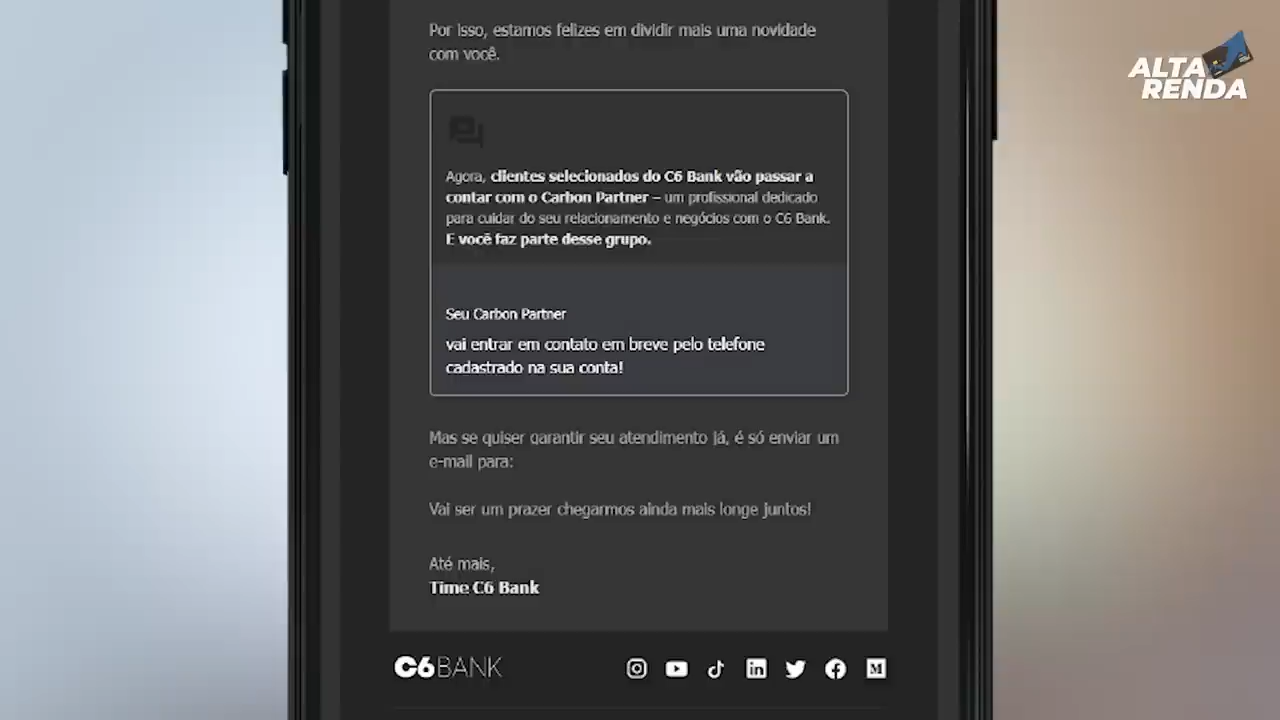 Por isso, estamos felizes em dividir mais uma novidade
com você.
ALTA
RENDA
Agora, clientes selecionados do C6 Bank vão passar a
contar com o Carbon Partner – um profissional dedicado
para cuidar do seu relacionamento e negócios com o C6 Bank.
E você faz parte desse grupo.
Seu Carbon Partner
vai entrar em contato em breve pelo telefone
cadastrado na sua conta!
Mas se quiser garantir seu atendimento já, é só enviar um
e-mail para:
Vai ser um prazer chegarmos ainda mais longe juntos!
Até mais,
Time C6 Bank
C6BANK